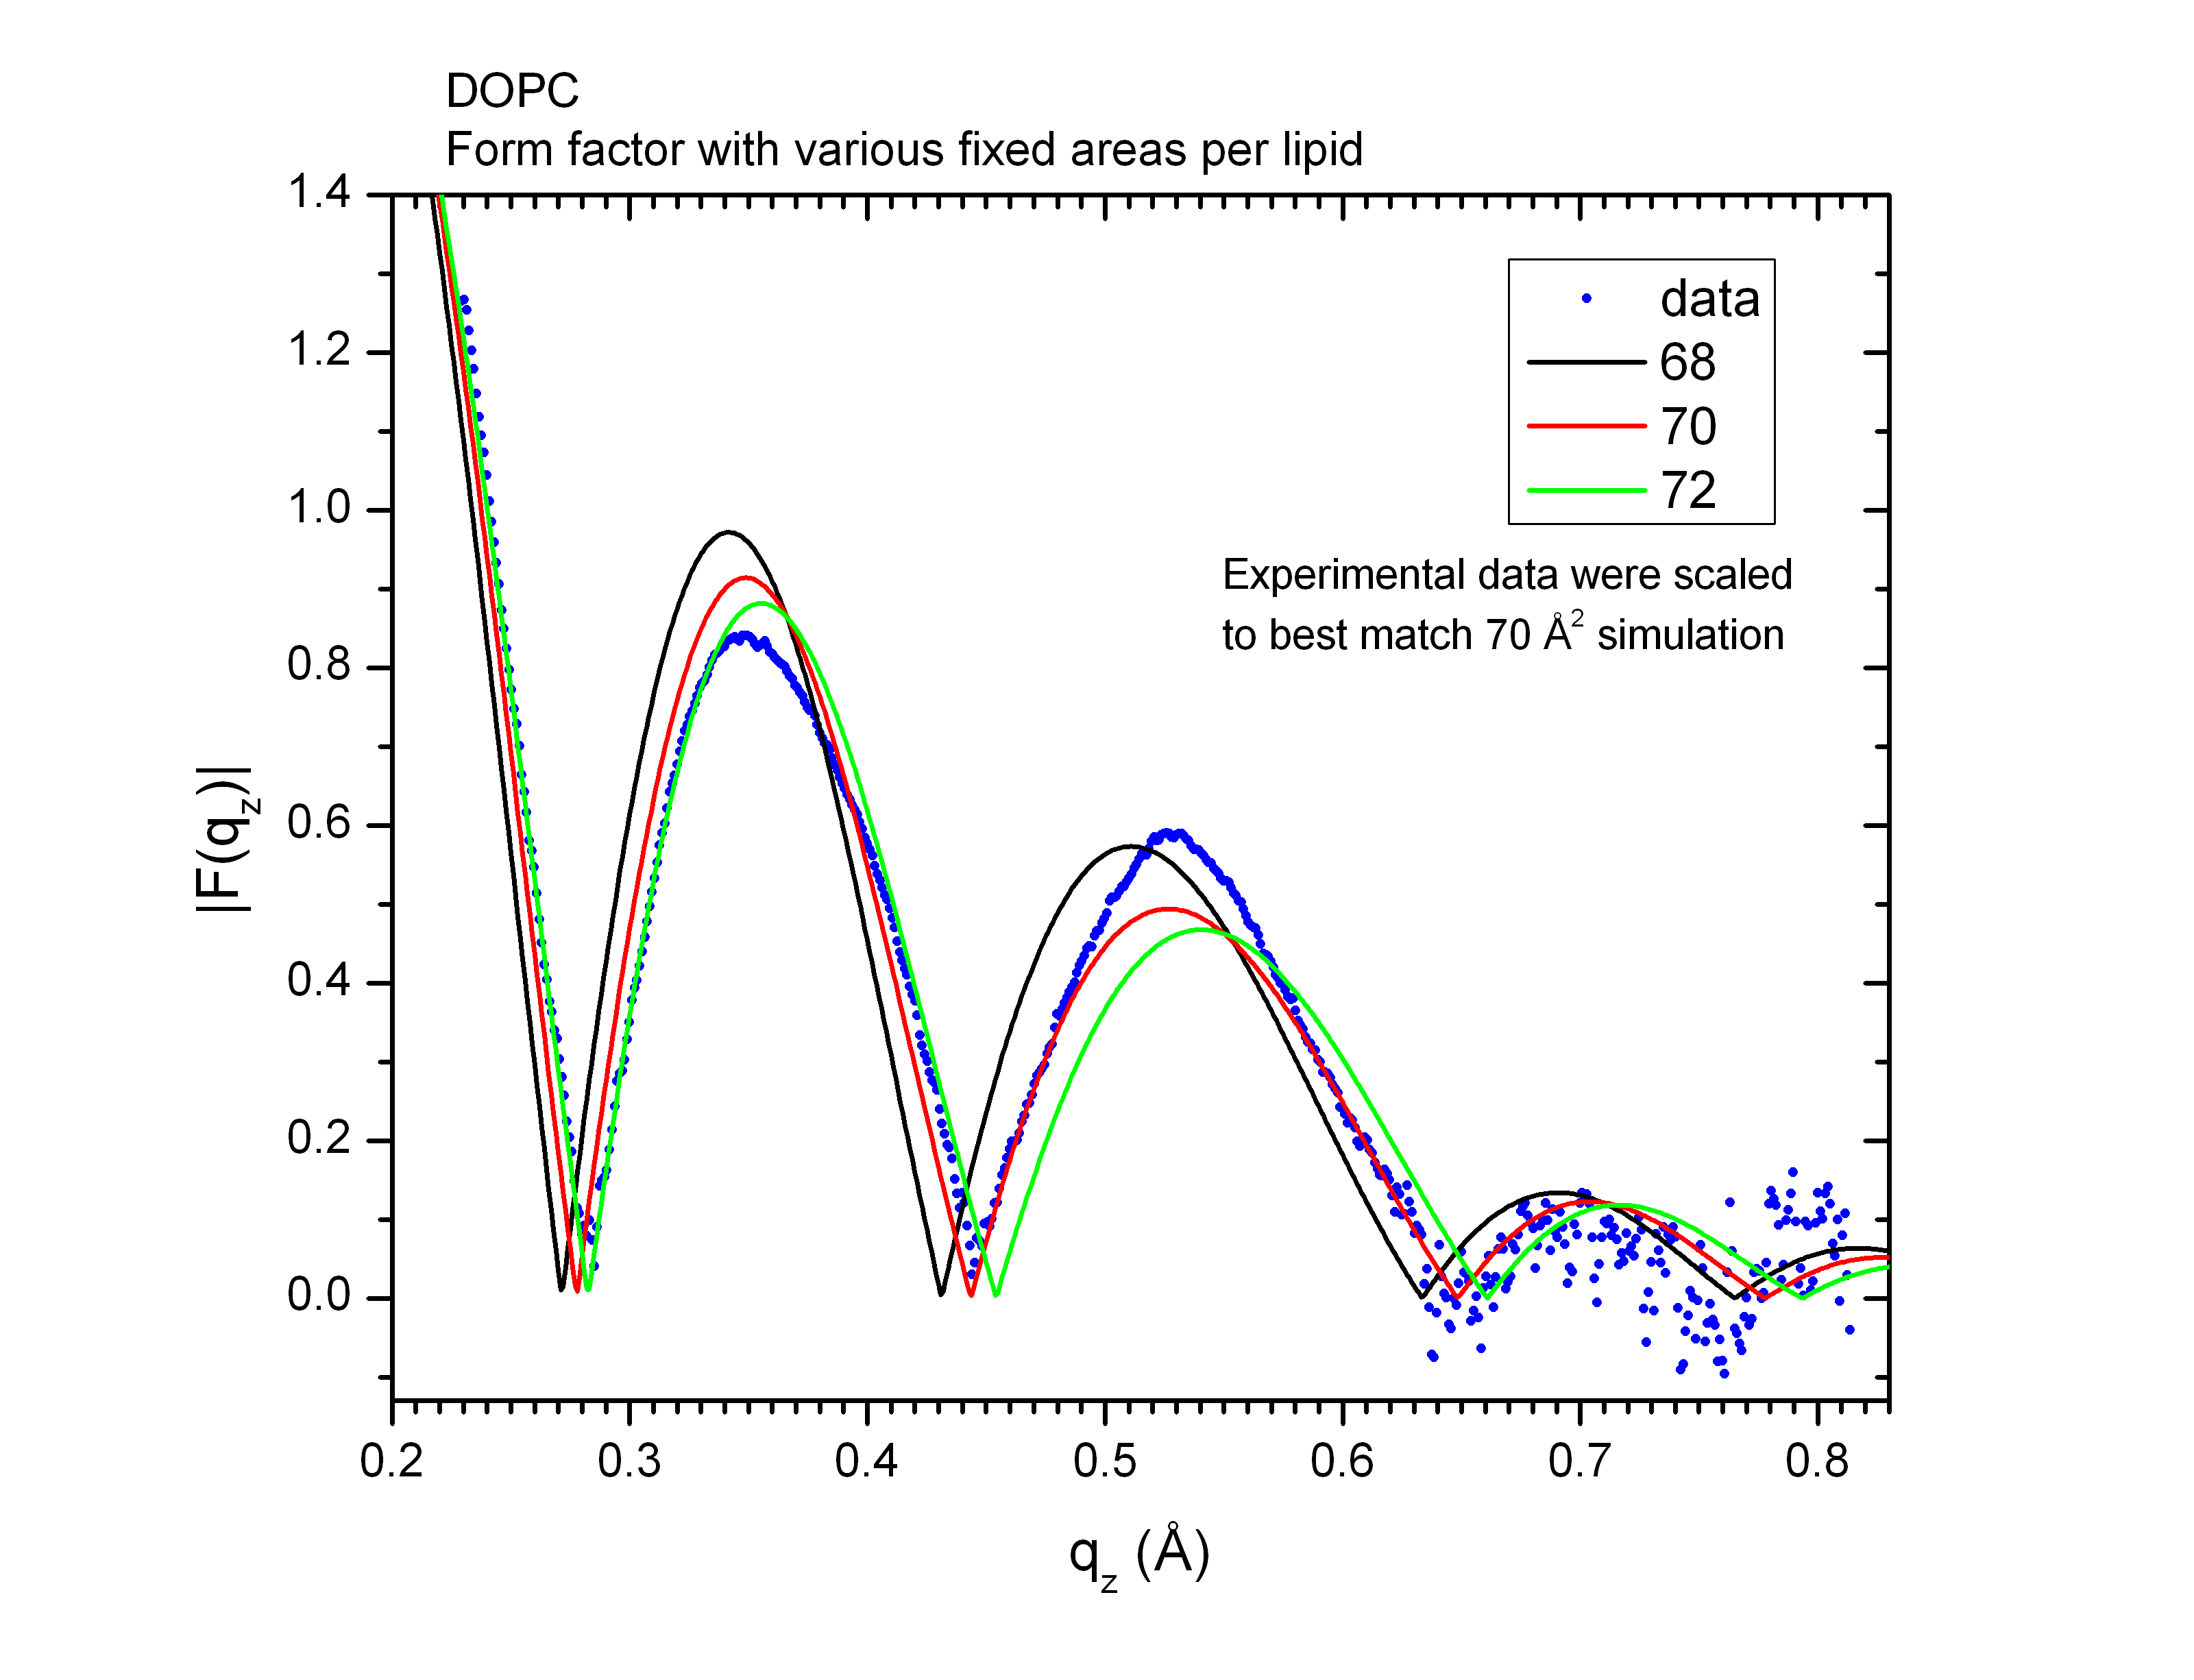 DOPC
Form factor with various fixed areas per lipid
1.4
1.2
1.0
0.8
0.6
0.4
0.2
0.0
|F(q_z)|
data
68
70
72
Experimental data were scaled
to best match 70 Å² simulation
0.2 0.3 0.4 0.5 0.6 0.7 0.8
q_z (Å)